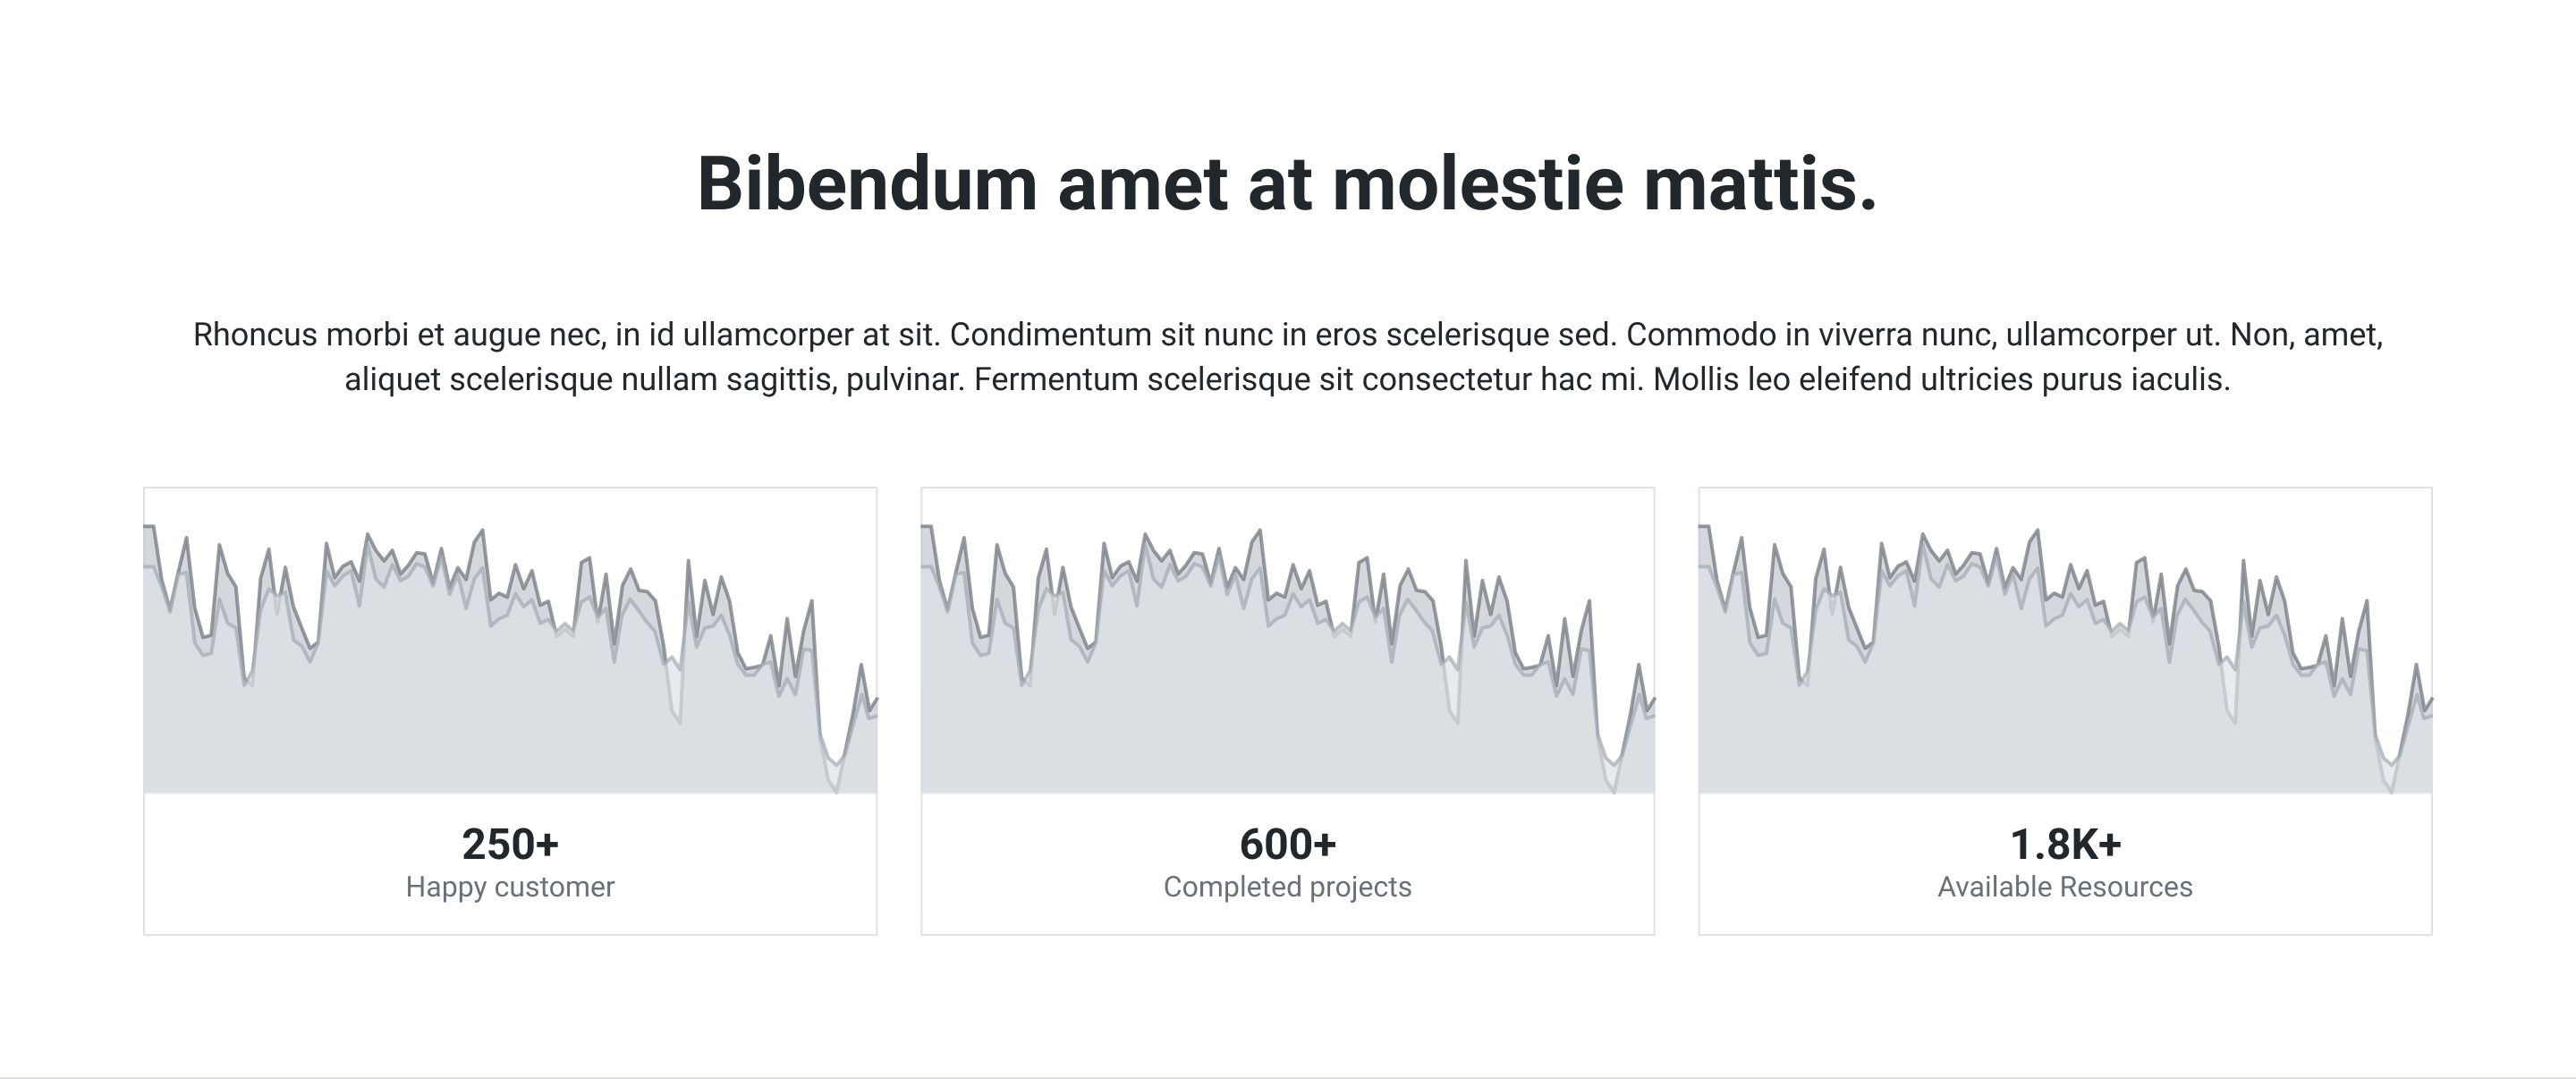 Bibendum amet at molestie mattis.
Rhoncus morbi et augue nec, in id ullamcorper at sit. Condimentum sit nunc in eros scelerisque sed. Commodo in viverra nunc, ullamcorper ut. Non, amet,
aliquet scelerisque nullam sagittis, pulvinar. Fermentum scelerisque sit consectetur hac mi. Mollis leo eleifend ultricies purus iaculis.
250+
Happy customer
600+
Completed projects
1.8K+
Available Resources